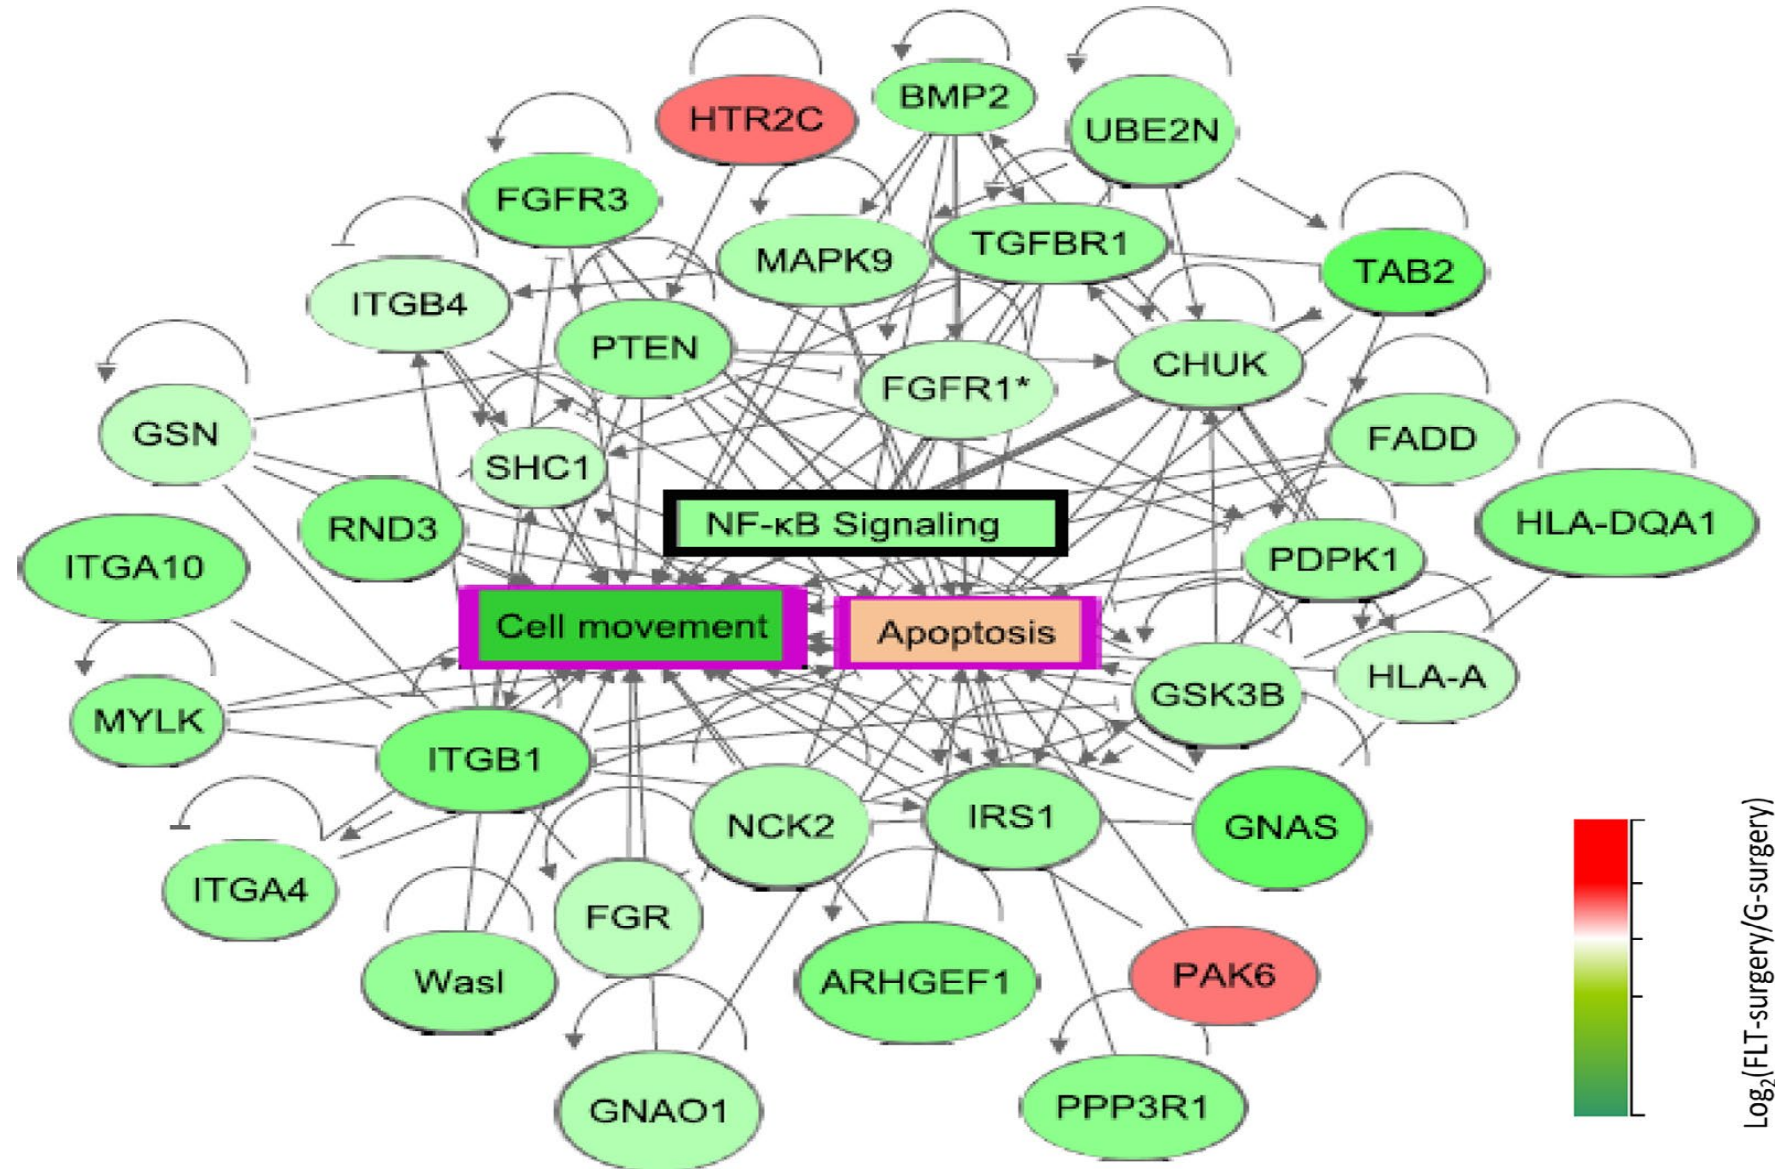 HTR2C
BMP2
UBE2N
FGFR3
MAPK9
TGFBR1
TAB2
ITGB4
PTEN
FGFR1*
CHUK
GSN
SHC1
FADD
RND3
NF-κB Signaling
HLA-DQA1
ITGA10
PDPK1
Cell movement
Apoptosis
HLA-A
GSK3B
MYLK
ITGB1
NCK2
IRS1
GNAS
ITGA4
FGR
Wasl
ARHGEF1
PAK6
GNAO1
PPP3R1
Log₂(FLT-surgery/G-surgery)